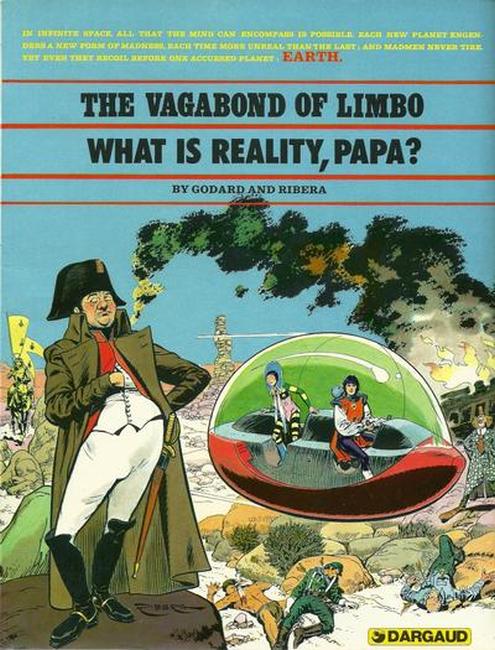 IN INFINITE SPACE, ALL THAT THE MIND CAN ENCOMPASS IS POSSIBLE. EACH NEW PLANET ENGEN-
DERS A NEW FORM OF MADNESS, EACH TIME MORE UNREAL THAN THE LAST ; AND MADMEN NEVER TIRE.
YET EVEN THEY RECOIL BEFORE ONE ACCURSED PLANET : EARTH.
THE VAGABOND OF LIMBO
WHAT IS REALITY, PAPA?
BY GODARD AND RIBERA
DARGAUD